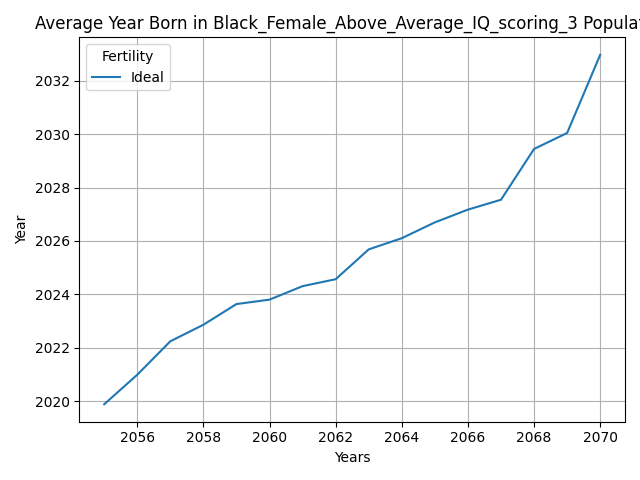 Average Year Born in Black_Female_Above_Average_IQ_scoring_3 Populat
Fertility
Ideal
2032
2030
2028
2026
2024
2022
2020
Year
2056 2058 2060 2062 2064 2066 2068 2070
Years